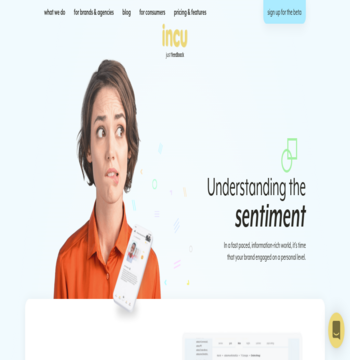 what we do
for brands & agencies
blog
for consumers
pricing & features
sign up for the beta
incu
just feedback
Understanding the
sentiment
In a fast paced, information-rich world, it's time
that your brand engaged on a personal level.